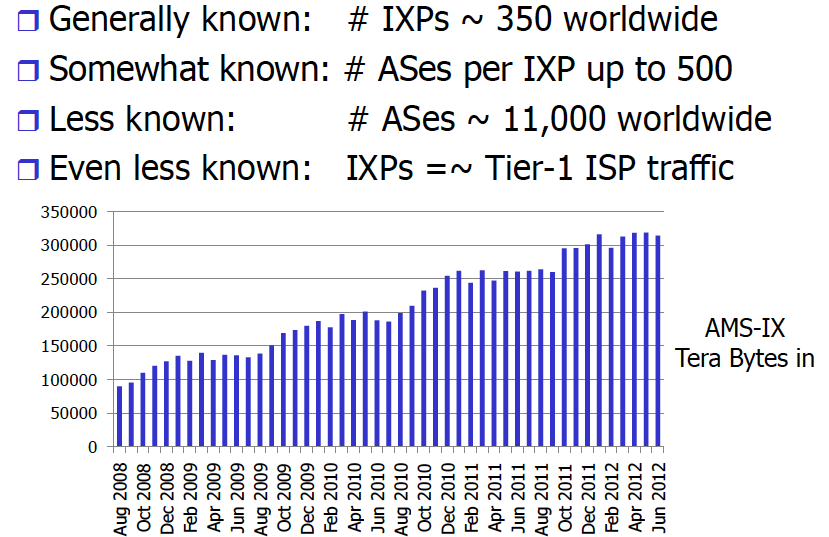 Generally known: # IXPs ~ 350 worldwide
Somewhat known: # ASes per IXP up to 500
Less known: # ASes ~ 11,000 worldwide
Even less known: IXPs =~ Tier-1 ISP traffic
350000
300000
250000
200000
150000
100000
50000
0
AMS-IX
Tera Bytes in
Aug 2008
Oct 2008
Dec 2008
Feb 2009
Apr 2009
Jun 2009
Aug 2009
Oct 2009
Dec 2009
Feb 2010
Apr 2010
Jun 2010
Aug 2010
Oct 2010
Dec 2010
Feb 2011
Apr 2011
Jun 2011
Aug 2011
Oct 2011
Dec 2011
Feb 2012
Apr 2012
Jun 2012